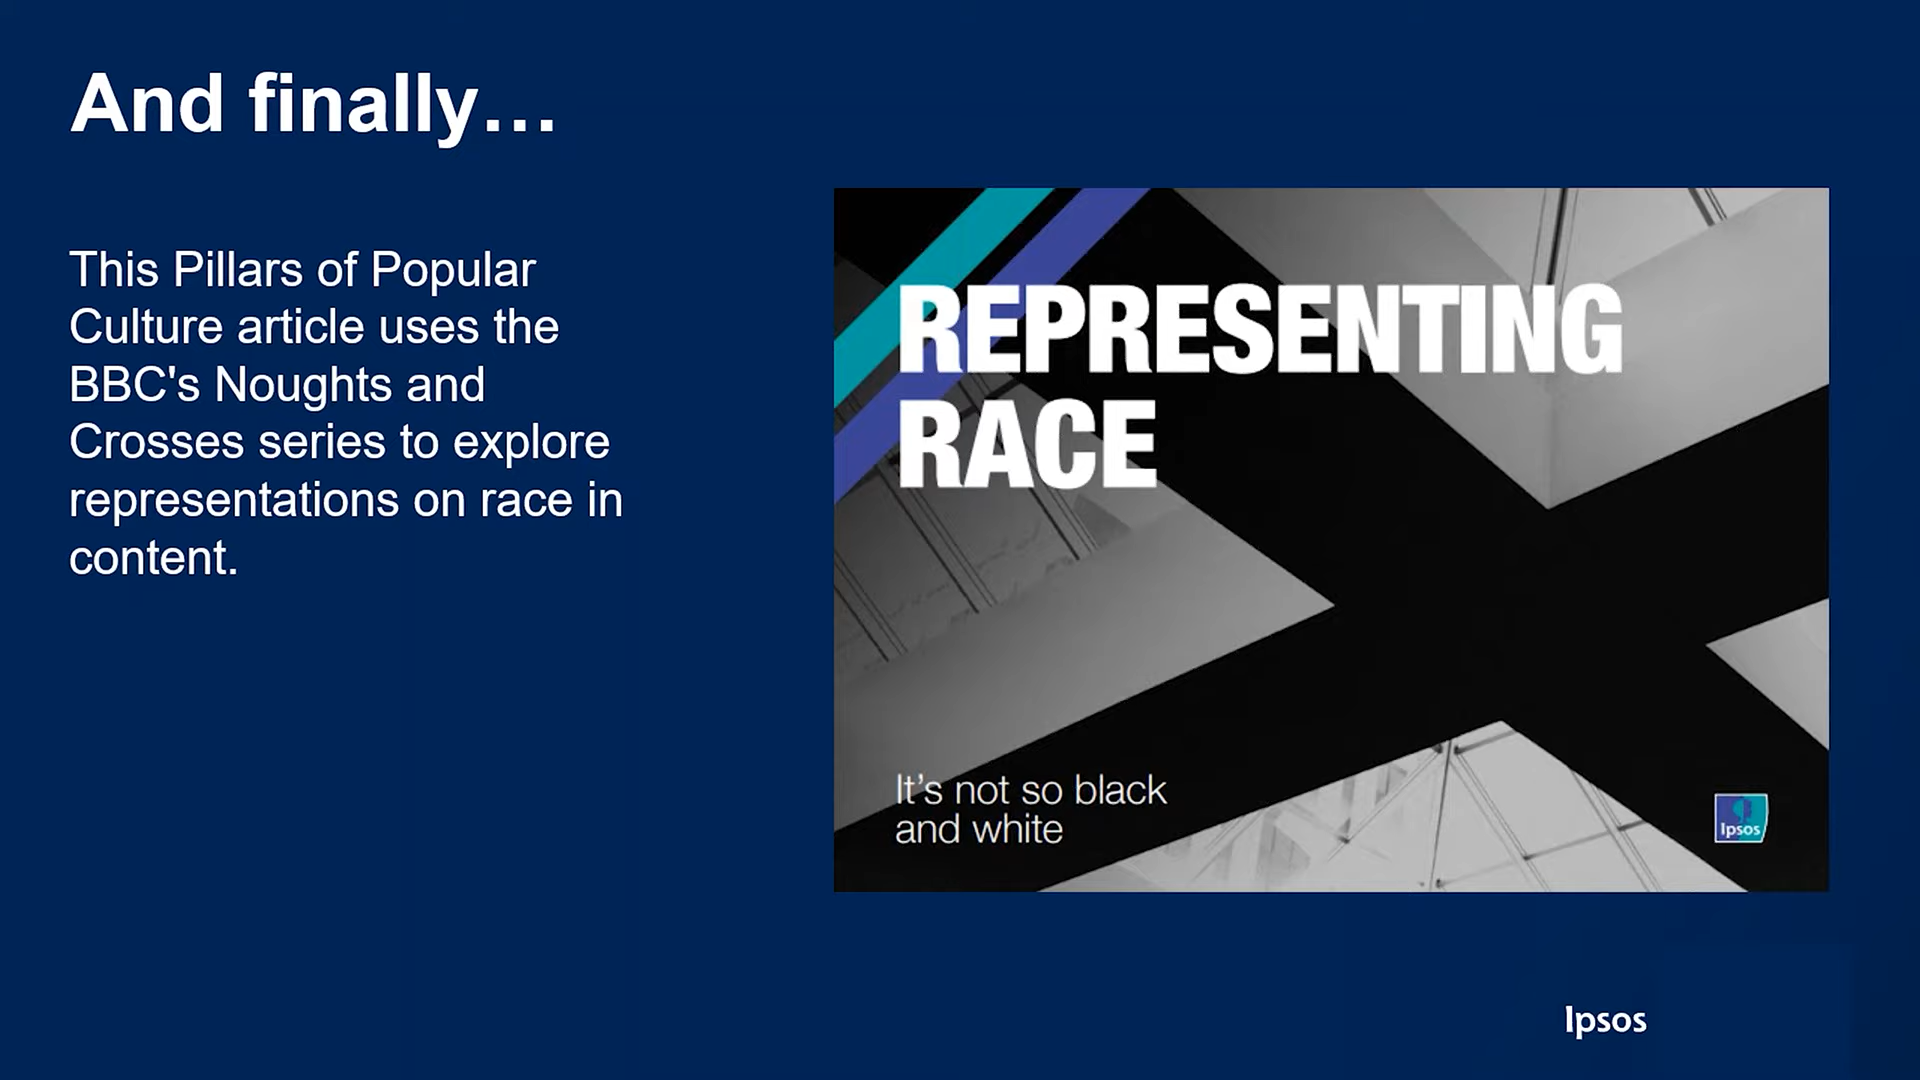 And finally…
This Pillars of Popular
Culture article uses the
BBC's Noughts and
Crosses series to explore
representations on race in
content.
REPRESENTING
RACE
It's not so black
and white
Ipsos
Ipsos